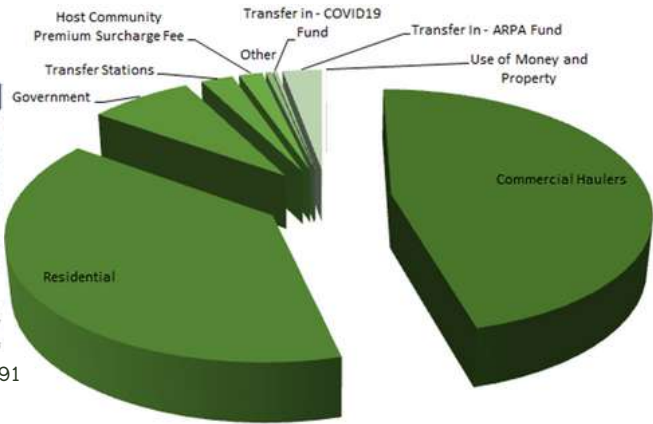 Host Community
Premium Surcharge Fee
Transfer in - COVID19
Fund
Transfer In - ARPA Fund
Other
Use of Money and
Property
Transfer Stations
Government
Commercial Haulers
Residential
91